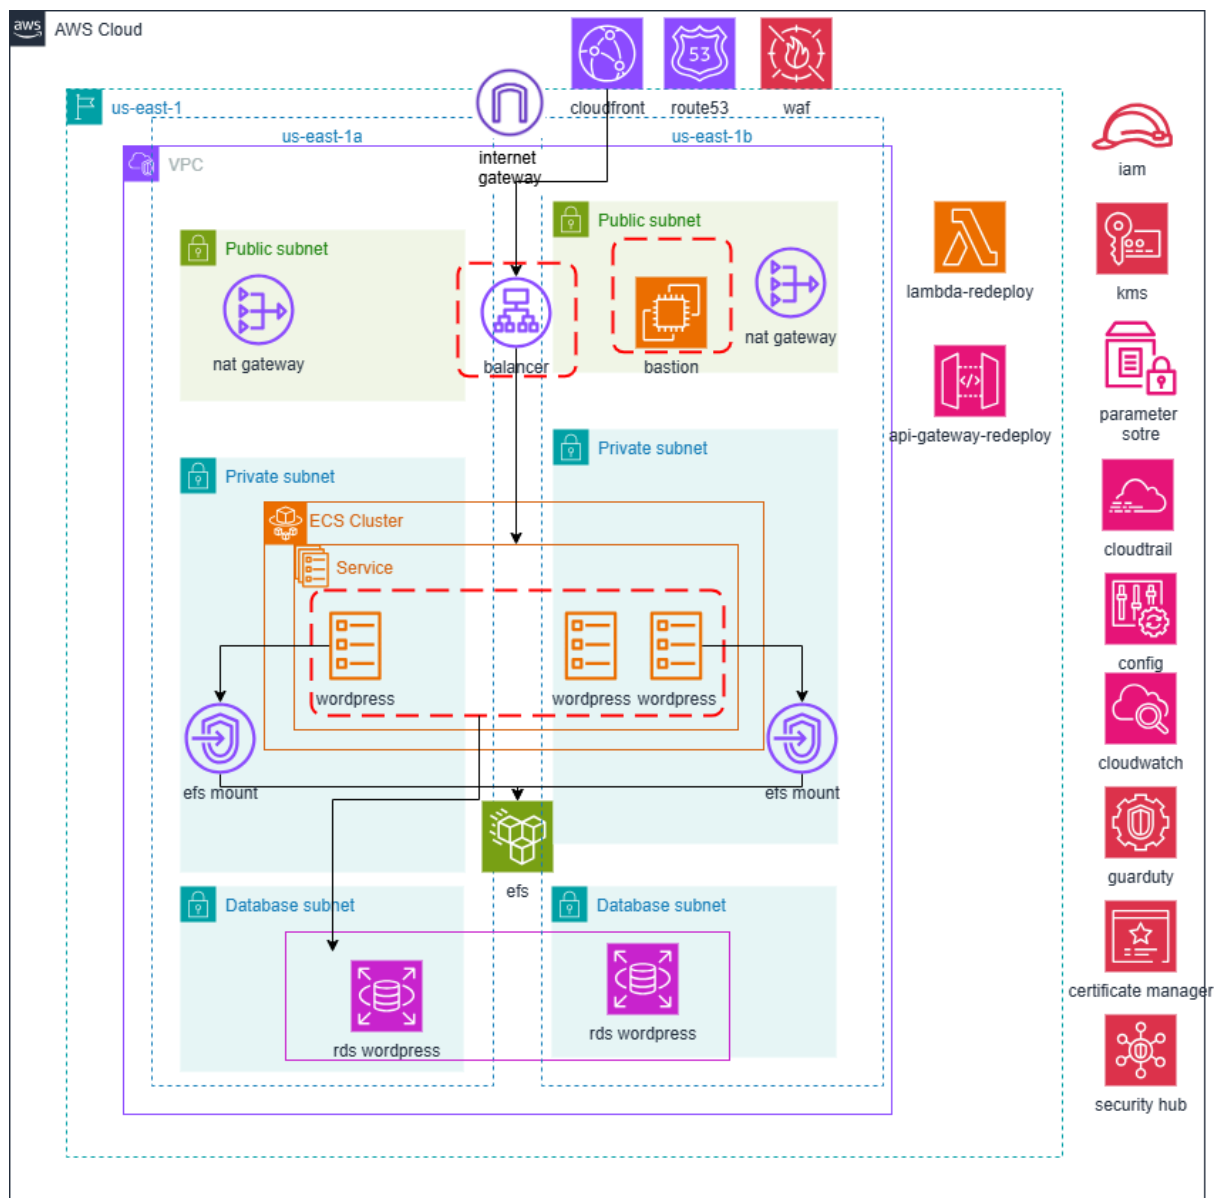 aws
AWS Cloud
cloudfront
route53
53
waf
us-east-1
us-east-1a
us-east-1b
internet
gateway
VPC
iam
Public subnet
Public subnet
nat gateway
balancer
bastion
nat gateway
lambda-redeploy
kms
api-gateway-redeploy
parameter
sotre
Private subnet
Private subnet
ECS Cluster
Service
wordpress
wordpress
wordpress
cloudtrail
config
efs mount
efs mount
cloudwatch
efs
guarduty
Database subnet
Database subnet
rds wordpress
rds wordpress
certificate manager
security hub